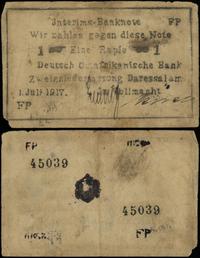 Interims-Banknote FP
Wir zahlen gegen diese Note
1 Eine Rupie 1
Deutsch Ostafrikanische Bank
Zweigniederlassung Daressalam
1. Juli 1917. Vollmacht
FP
FP
45039 45039
FP